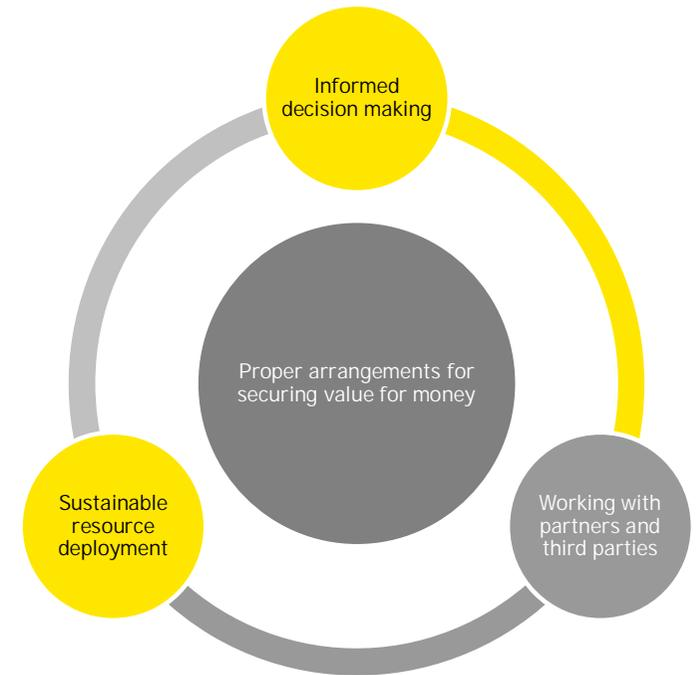 Informed
decision making
Proper arrangements for
securing value for money
Sustainable
resource
deployment
Working with
partners and
third parties